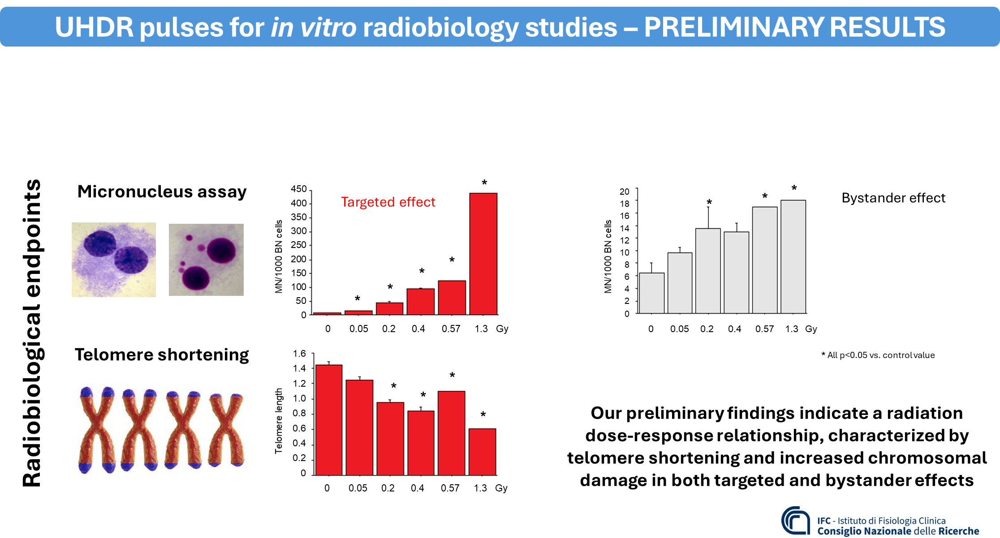 UHDR pulses for in vitro radiobiology studies – PRELIMINARY RESULTS
Radiobiological endpoints
Micronucleus assay
Telomere shortening
Targeted effect
MN/1000 BN cells
450
400
350
300
250
200
150
100
50
0
0 0.05 0.2 0.4 0.57 1.3 Gy
* * * * *
Bystander effect
MN/1000 BN cells
20
18
16
14
12
10
8
6
4
2
0
0 0.05 0.2 0.4 0.57 1.3 Gy
* * *
* All p<0.05 vs. control value
Telomere length
1.6
1.4
1.2
1.0
0.8
0.6
0.4
0.2
0
0 0.05 0.2 0.4 0.57 1.3 Gy
* * * *
Our preliminary findings indicate a radiation
dose-response relationship, characterized by
telomere shortening and increased chromosomal
damage in both targeted and bystander effects
IFC - Istituto di Fisiologia Clinica
Consiglio Nazionale delle Ricerche